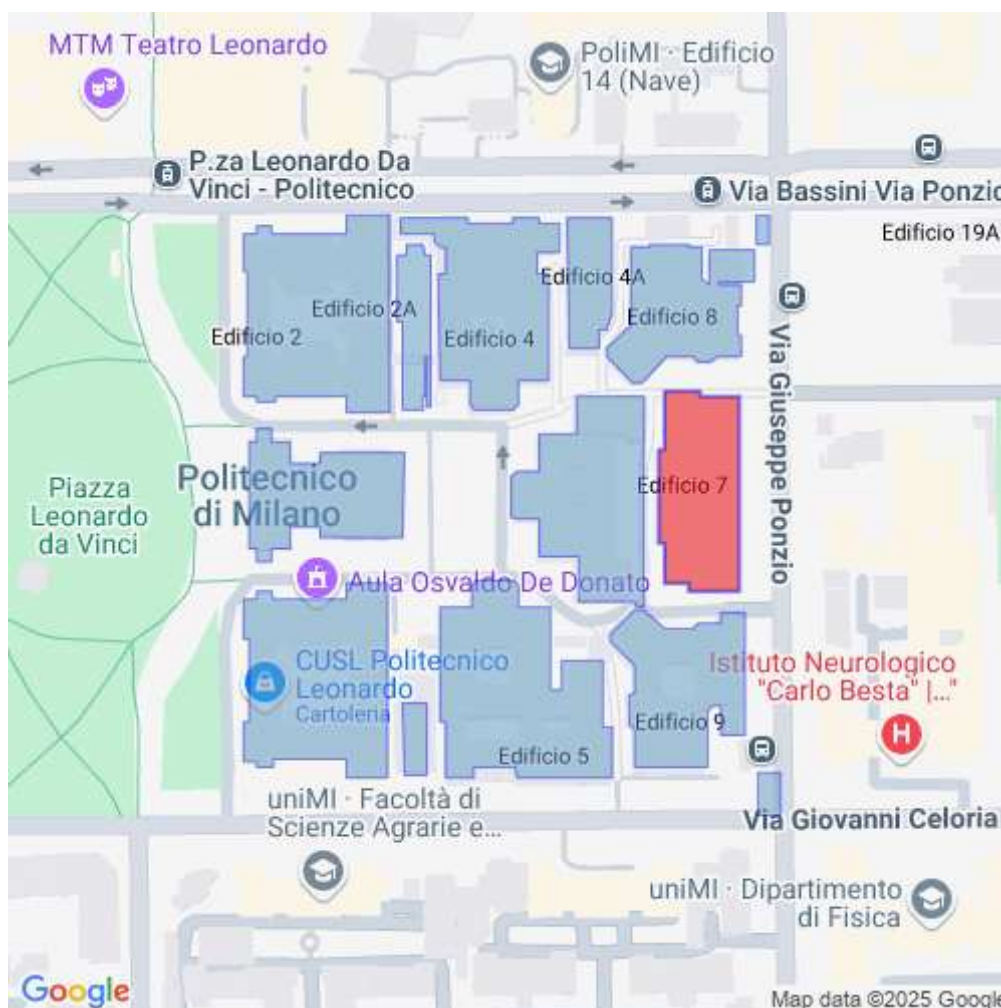 MTM Teatro Leonardo
PoliMI · Edificio
14 (Nave)
P.za Leonardo Da
Vinci - Politecnico
Via Bassini Via Ponzio
Edificio 19A
Edificio 2
Edificio 2A
Edificio 4
Edificio 4A
Edificio 8
Via Giuseppe Ponzio
Piazza
Leonardo
da Vinci
Politecnico
di Milano
Edificio 7
Aula Osvaldo De Donato
CUSL Politecnico
Leonardo
Cartoleria
Istituto Neurologico
"Carlo Besta" |..."
H
Edificio 5
Edificio 9
uniMI · Facoltà di
Scienze Agrarie e...
Via Giovanni Celoria
uniMI · Dipartimento
di Fisica
Google
Map data ©2025 Google